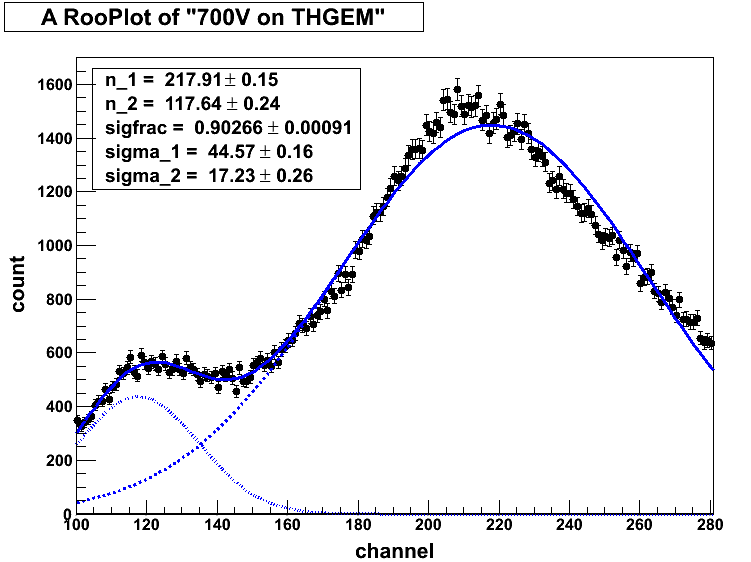 A RooPlot of "700V on THGEM"
n_1 = 217.91 ± 0.15
n_2 = 117.64 ± 0.24
sigfrac = 0.90266 ± 0.00091
sigma_1 = 44.57 ± 0.16
sigma_2 = 17.23 ± 0.26
count
1600
1400
1200
1000
800
600
400
200
0
100 120 140 160 180 200 220 240 260 280
channel